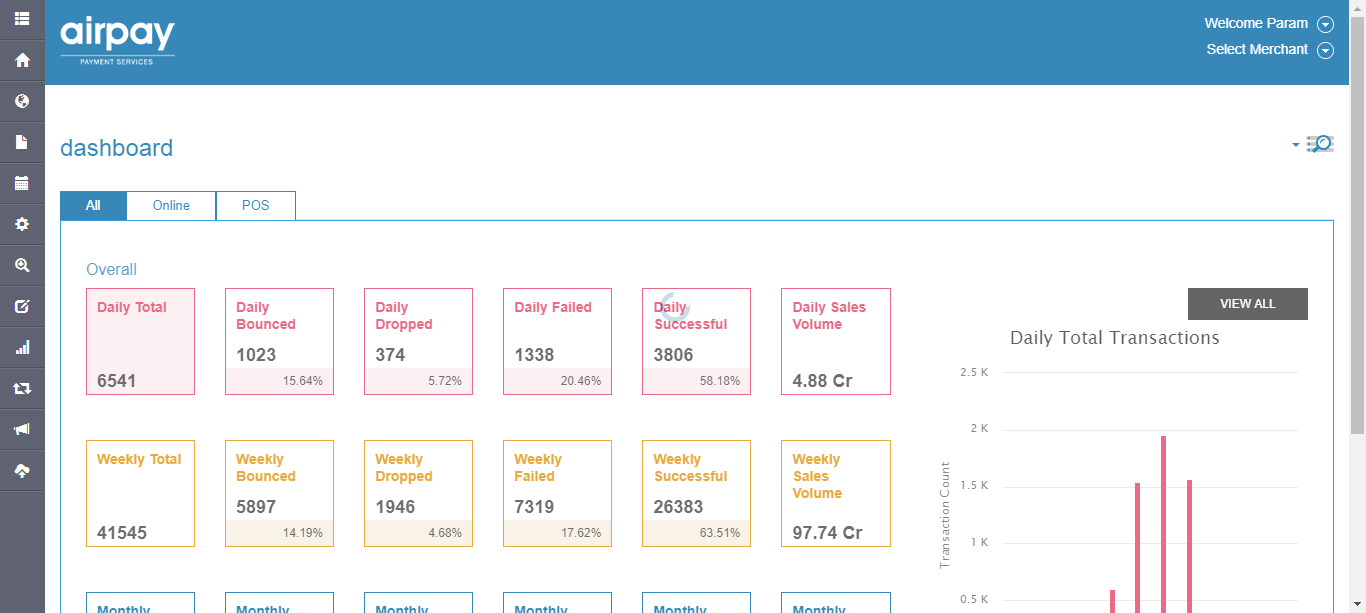 airpay
PAYMENT SERVICES
Welcome Param
Select Merchant
dashboard
All
Online
POS
Overall
Daily Total
6541
Daily
Bounced
1023
15.64%
Daily
Dropped
374
5.72%
Daily Failed
1338
20.46%
Daily
Successful
3806
58.18%
Daily Sales
Volume
4.88 Cr
Weekly Total
41545
Weekly
Bounced
5897
14.19%
Weekly
Dropped
1946
4.68%
Weekly
Failed
7319
17.62%
Weekly
Successful
26383
63.51%
Weekly
Sales
Volume
97.74 Cr
Monthly
Monthly
Monthly
Monthly
Monthly
Monthly
VIEW ALL
Daily Total Transactions
2.5 K
2 K
1.5 K
1 K
0.5 K
Transaction Count